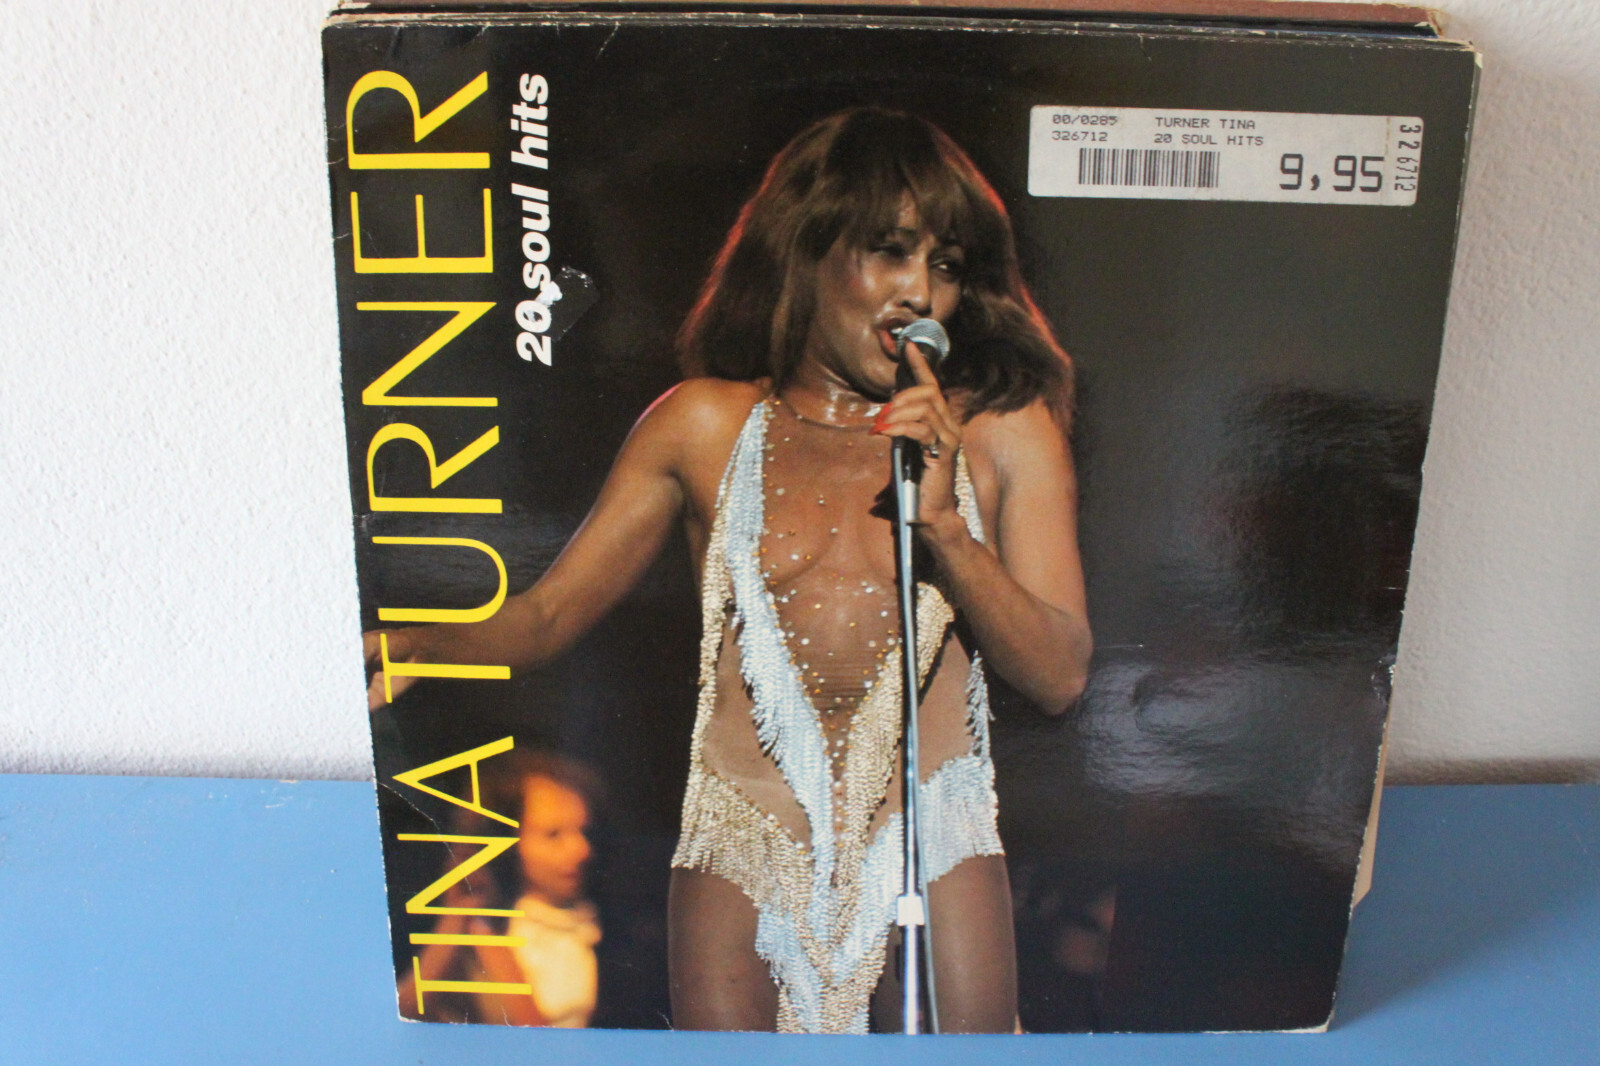 TINA TURNER
20 soul hits
00/0285 TURNER TINA
326712 20 SOUL HITS
9,95
326712